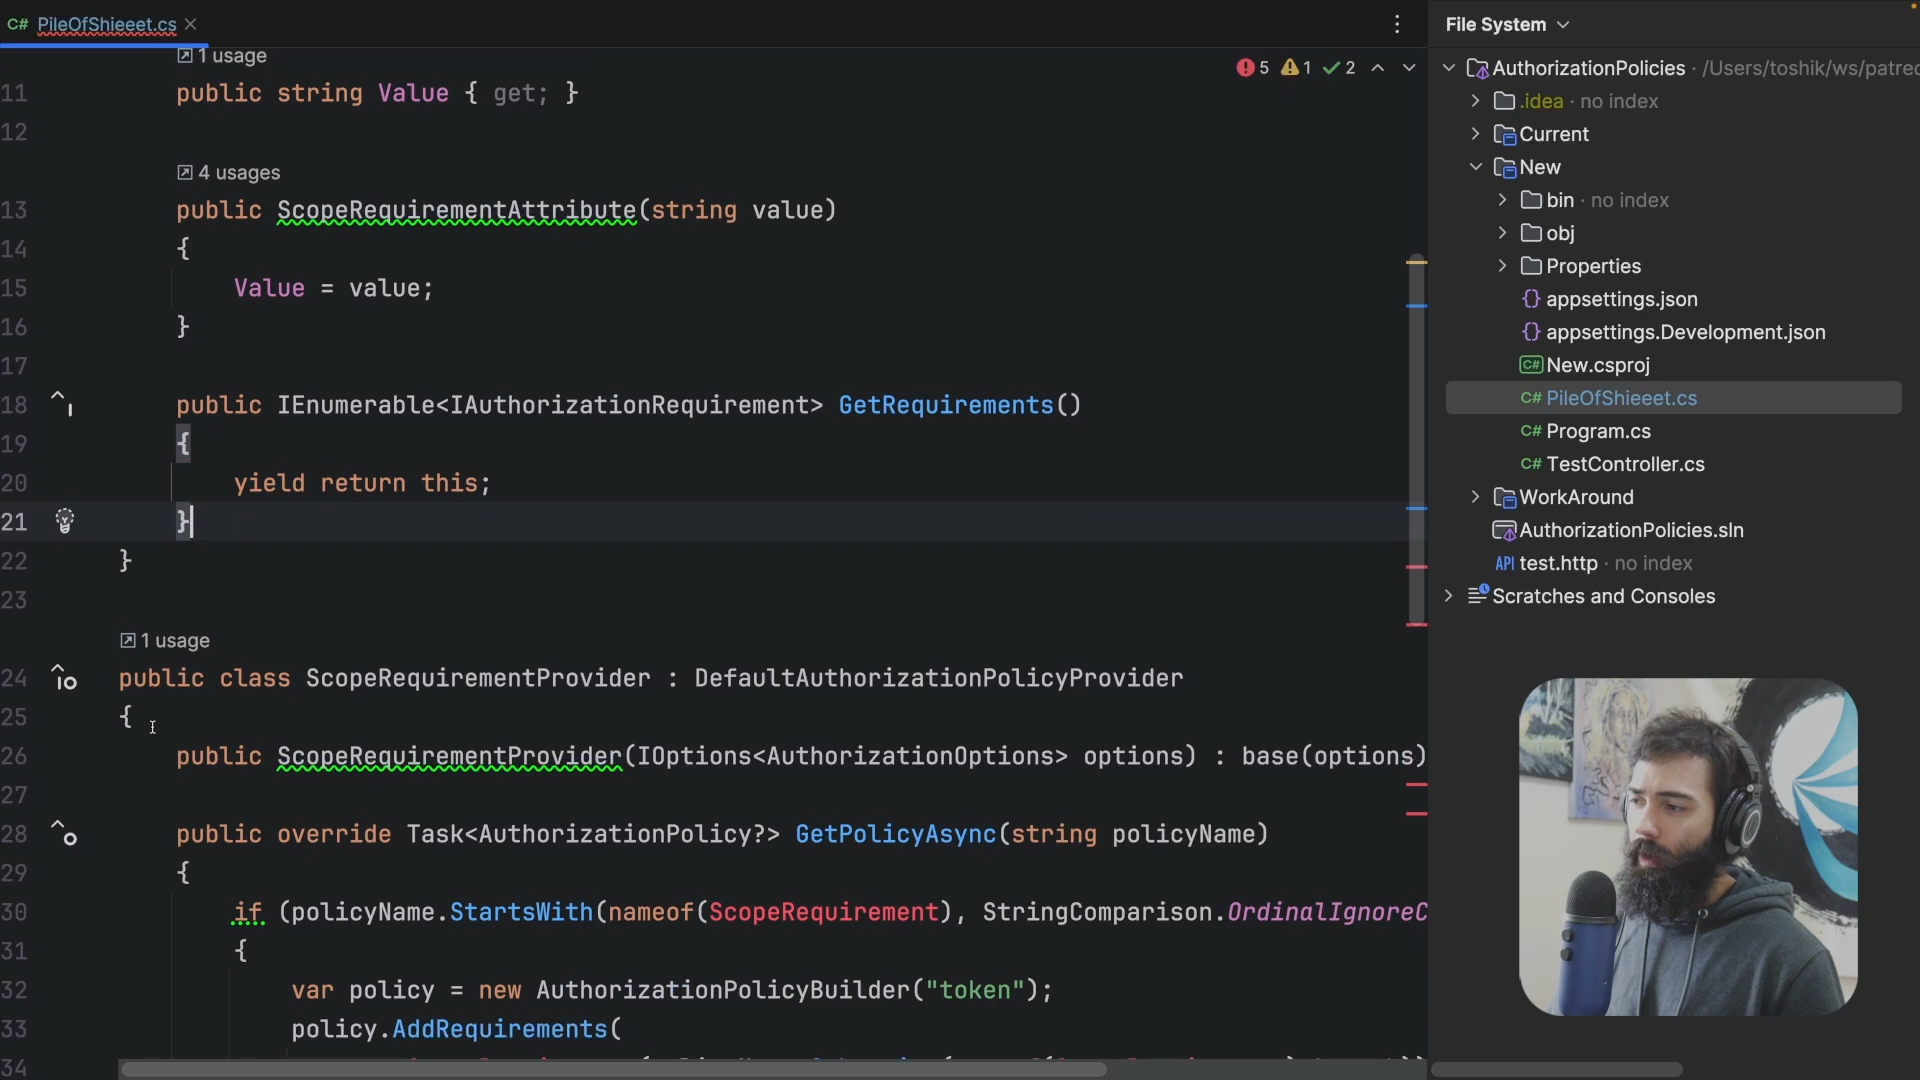 C# PileOfShieeet.cs
1 usage
5 1 2
11 public string Value { get; }
12
4 usages
13 public ScopeRequirementAttribute(string value)
14 {
15 Value = value;
16 }
17
18 public IEnumerable<IAuthorizationRequirement> GetRequirements()
19 {
20 yield return this;
21 }
22 }
23
1 usage
24 public class ScopeRequirementProvider : DefaultAuthorizationPolicyProvider
25 {
26 public ScopeRequirementProvider(IOptions<AuthorizationOptions> options) : base(options)
27
28 public override Task<AuthorizationPolicy?> GetPolicyAsync(string policyName)
29 {
30 if (policyName.StartsWith(nameof(ScopeRequirement), StringComparison.OrdinalIgnoreC
31 {
32 var policy = new AuthorizationPolicyBuilder("token");
33 policy.AddRequirements(
34
File System
AuthorizationPolicies · /Users/toshik/ws/patreo
.idea · no index
Current
New
bin · no index
obj
Properties
{} appsettings.json
{} appsettings.Development.json
C# New.csproj
C# PileOfShieeet.cs
C# Program.cs
C# TestController.cs
WorkAround
AuthorizationPolicies.sln
API test.http · no index
Scratches and Consoles